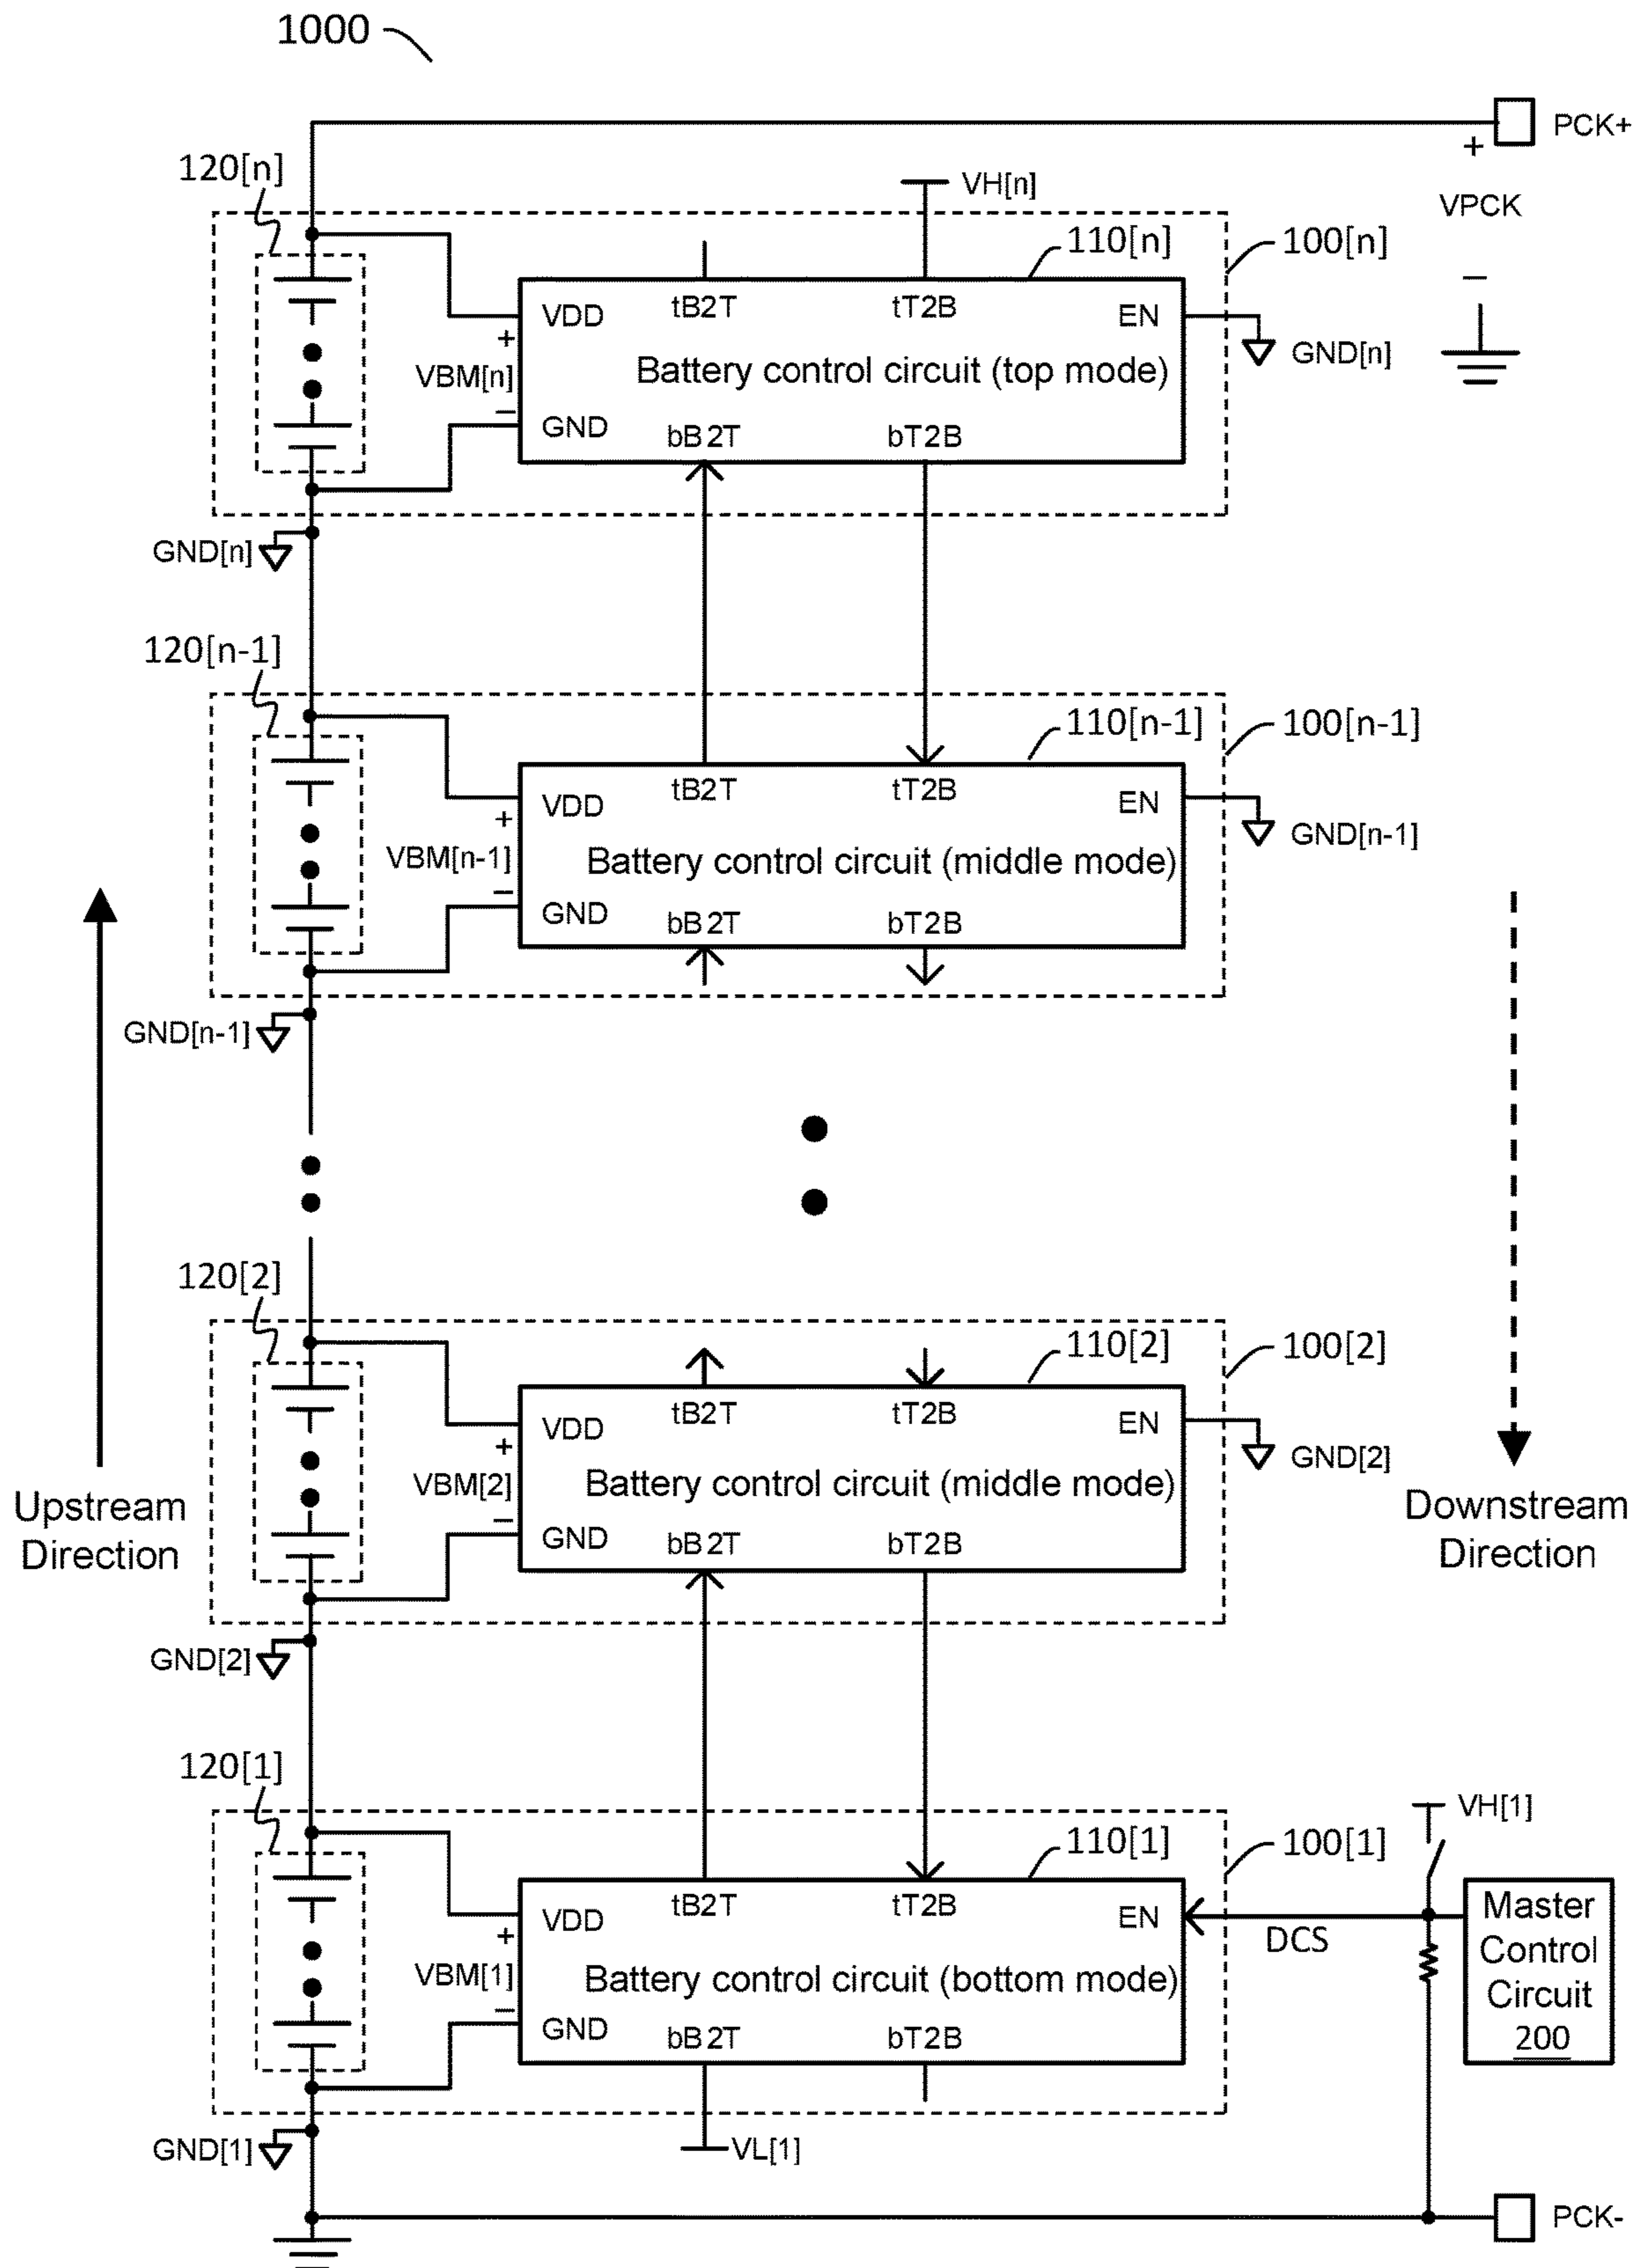 1000
PCK+
+
VPCK
−
120[n]
VH[n]
110[n]
100[n]
VDD
tB2T
tT2B
EN
+
VBM[n]
−
Battery control circuit (top mode)
GND[n]
GND
bB2T
bT2B
GND[n]
120[n-1]
110[n-1]
100[n-1]
VDD
tB2T
tT2B
EN
+
VBM[n-1]
−
Battery control circuit (middle mode)
GND[n-1]
GND
bB2T
bT2B
GND[n-1]
Upstream
Direction
Downstream
Direction
120[2]
110[2]
100[2]
VDD
tB2T
tT2B
EN
+
VBM[2]
−
Battery control circuit (middle mode)
GND[2]
GND
bB2T
bT2B
GND[2]
120[1]
110[1]
100[1]
VH[1]
VDD
tB2T
tT2B
EN
DCS
Master
Control
Circuit
200
+
VBM[1]
−
Battery control circuit (bottom mode)
GND
bB2T
bT2B
GND[1]
VL[1]
PCK-